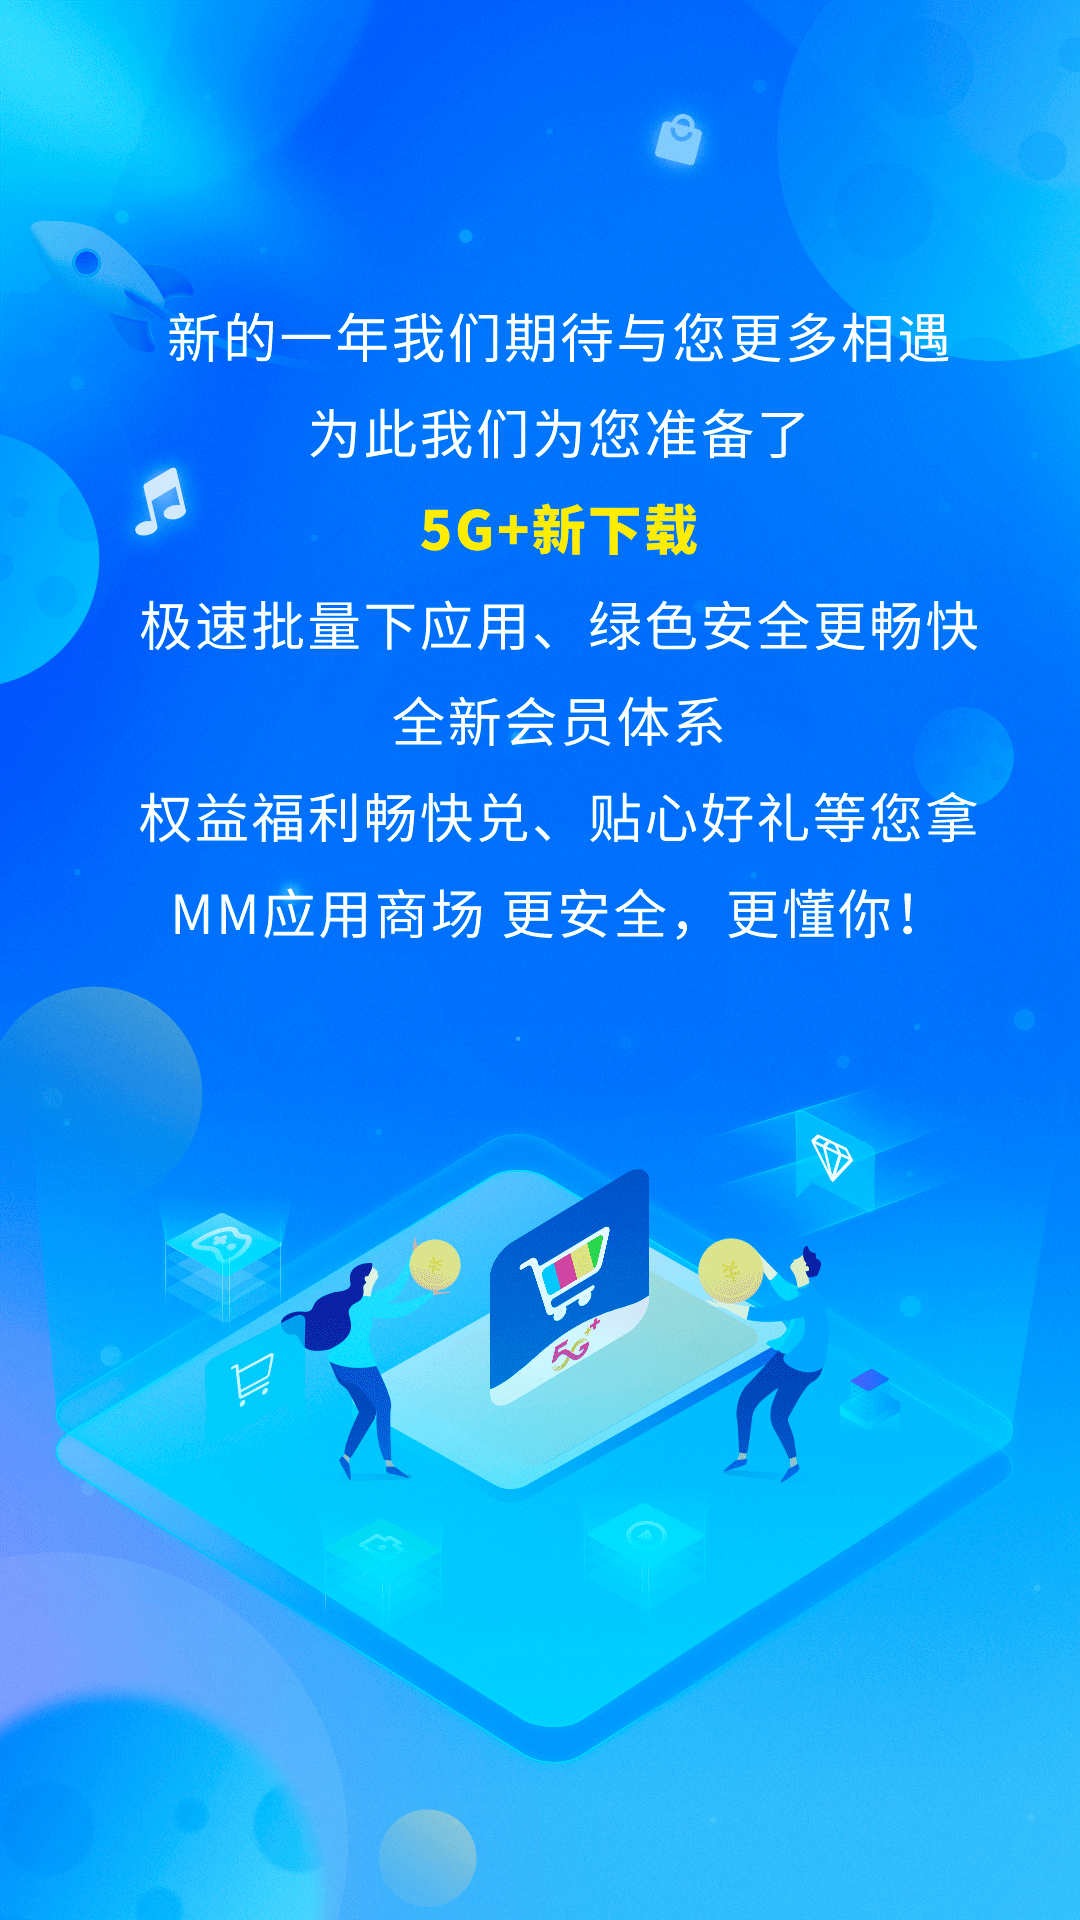 新的一年我们期待与您更多相遇
为此我们为您准备了
5G+新下载
极速批量下应用、绿色安全更畅快
全新会员体系
权益福利畅快兑、贴心好礼等您拿
MM应用商场 更安全，更懂你！
¥
¥
5G+